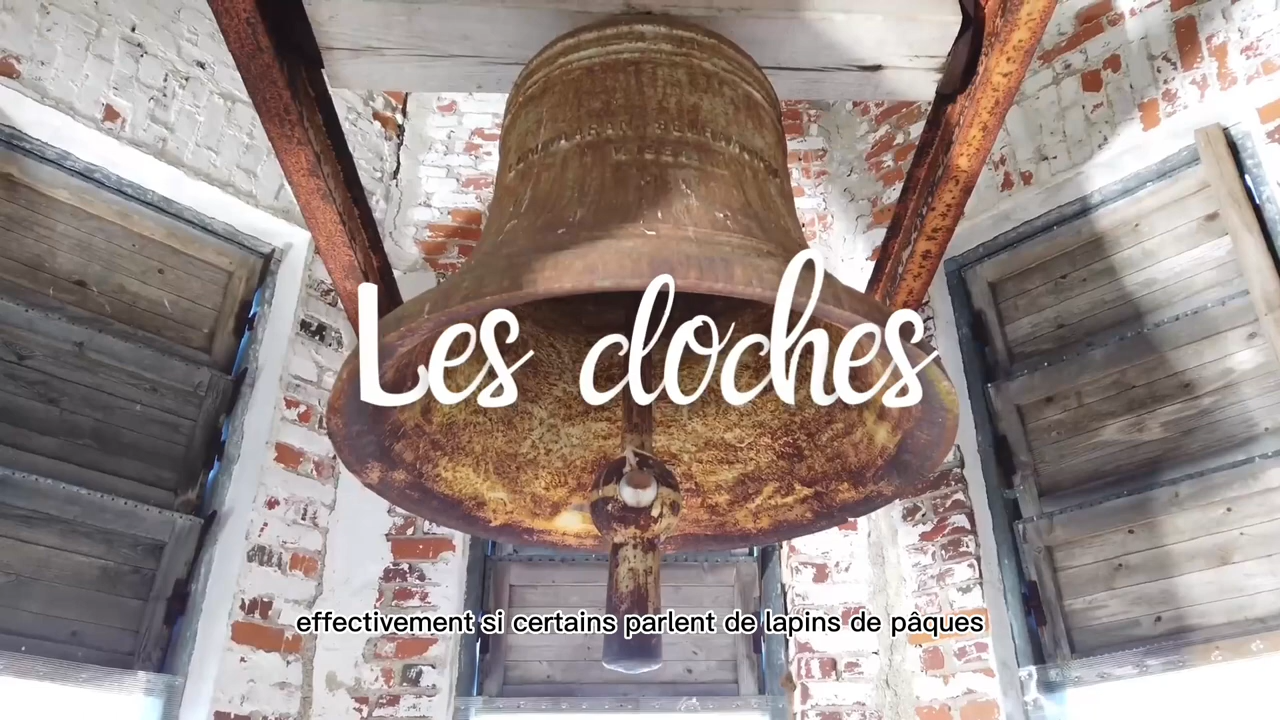 Les cloches
effectivement si certains parlent de lapins de pâques